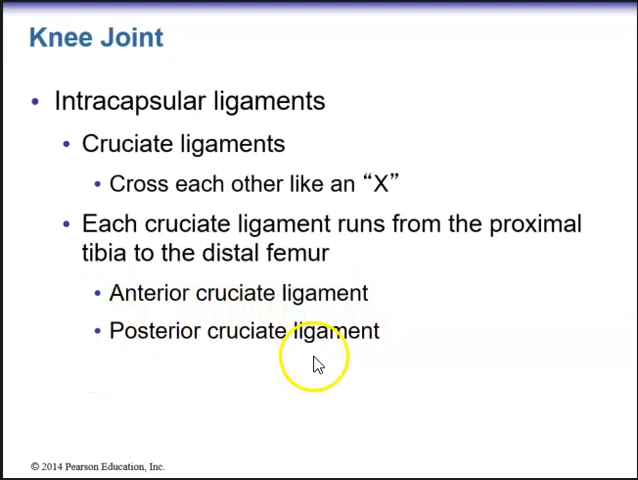 Knee Joint
• Intracapsular ligaments
• Cruciate ligaments
• Cross each other like an “X”
• Each cruciate ligament runs from the proximal
tibia to the distal femur
• Anterior cruciate ligament
• Posterior cruciate ligament
© 2014 Pearson Education, Inc.